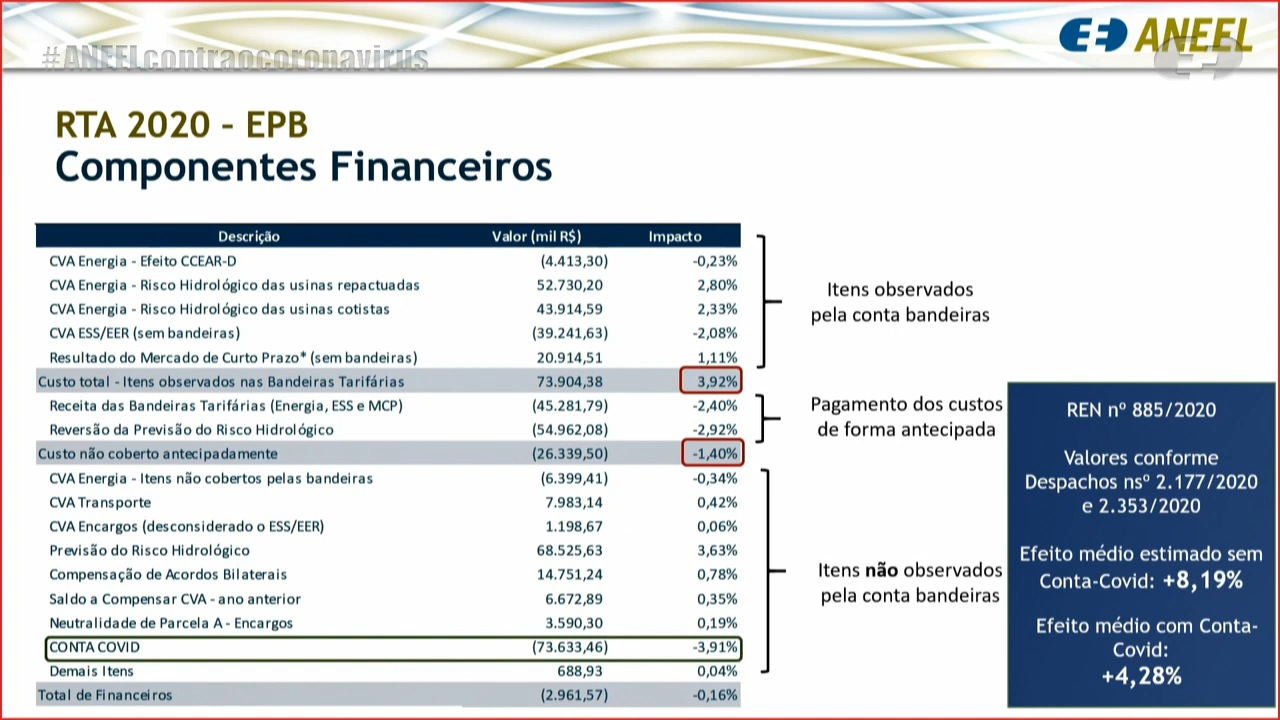 #ANEELcontraocoronavirus
ANEEL
RTA 2020 - EPB
Componentes Financeiros
Descrição Valor (mil R$) Impacto
CVA Energia - Efeito CCEAR-D (4.413,30) -0,23%
CVA Energia - Risco Hidrológico das usinas repactuadas 52.730,20 2,80%
CVA Energia - Risco Hidrológico das usinas cotistas 43.914,59 2,33%
CVA ESS/EER (sem bandeiras) (39.241,63) -2,08%
Resultado do Mercado de Curto Prazo* (sem bandeiras) 20.914,51 1,11%
Custo total - Itens observados nas Bandeiras Tarifárias 73.904,38 3,92%
Receita das Bandeiras Tarifárias (Energia, ESS e MCP) (45.281,79) -2,40%
Reversão da Previsão do Risco Hidrológico (54.962,08) -2,92%
Custo não coberto antecipadamente (26.339,50) -1,40%
CVA Energia - Itens não cobertos pelas bandeiras (6.399,41) -0,34%
CVA Transporte 7.983,14 0,42%
CVA Encargos (desconsiderado o ESS/EER) 1.198,67 0,06%
Previsão do Risco Hidrológico 68.525,63 3,63%
Compensação de Acordos Bilaterais 14.751,24 0,78%
Saldo a Compensar CVA - ano anterior 6.672,89 0,35%
Neutralidade de Parcela A - Encargos 3.590,30 0,19%
CONTA COVID (73.633,46) -3,91%
Demais Itens 688,93 0,04%
Total de Financeiros (2.961,57) -0,16%
Itens observados
pela conta bandeiras
Pagamento dos custos
de forma antecipada
Itens não observados
pela conta bandeiras
REN nº 885/2020
Valores conforme
Despachos nsº 2.177/2020
e 2.353/2020
Efeito médio estimado sem
Conta-Covid: +8,19%
Efeito médio com Conta-
Covid:
+4,28%